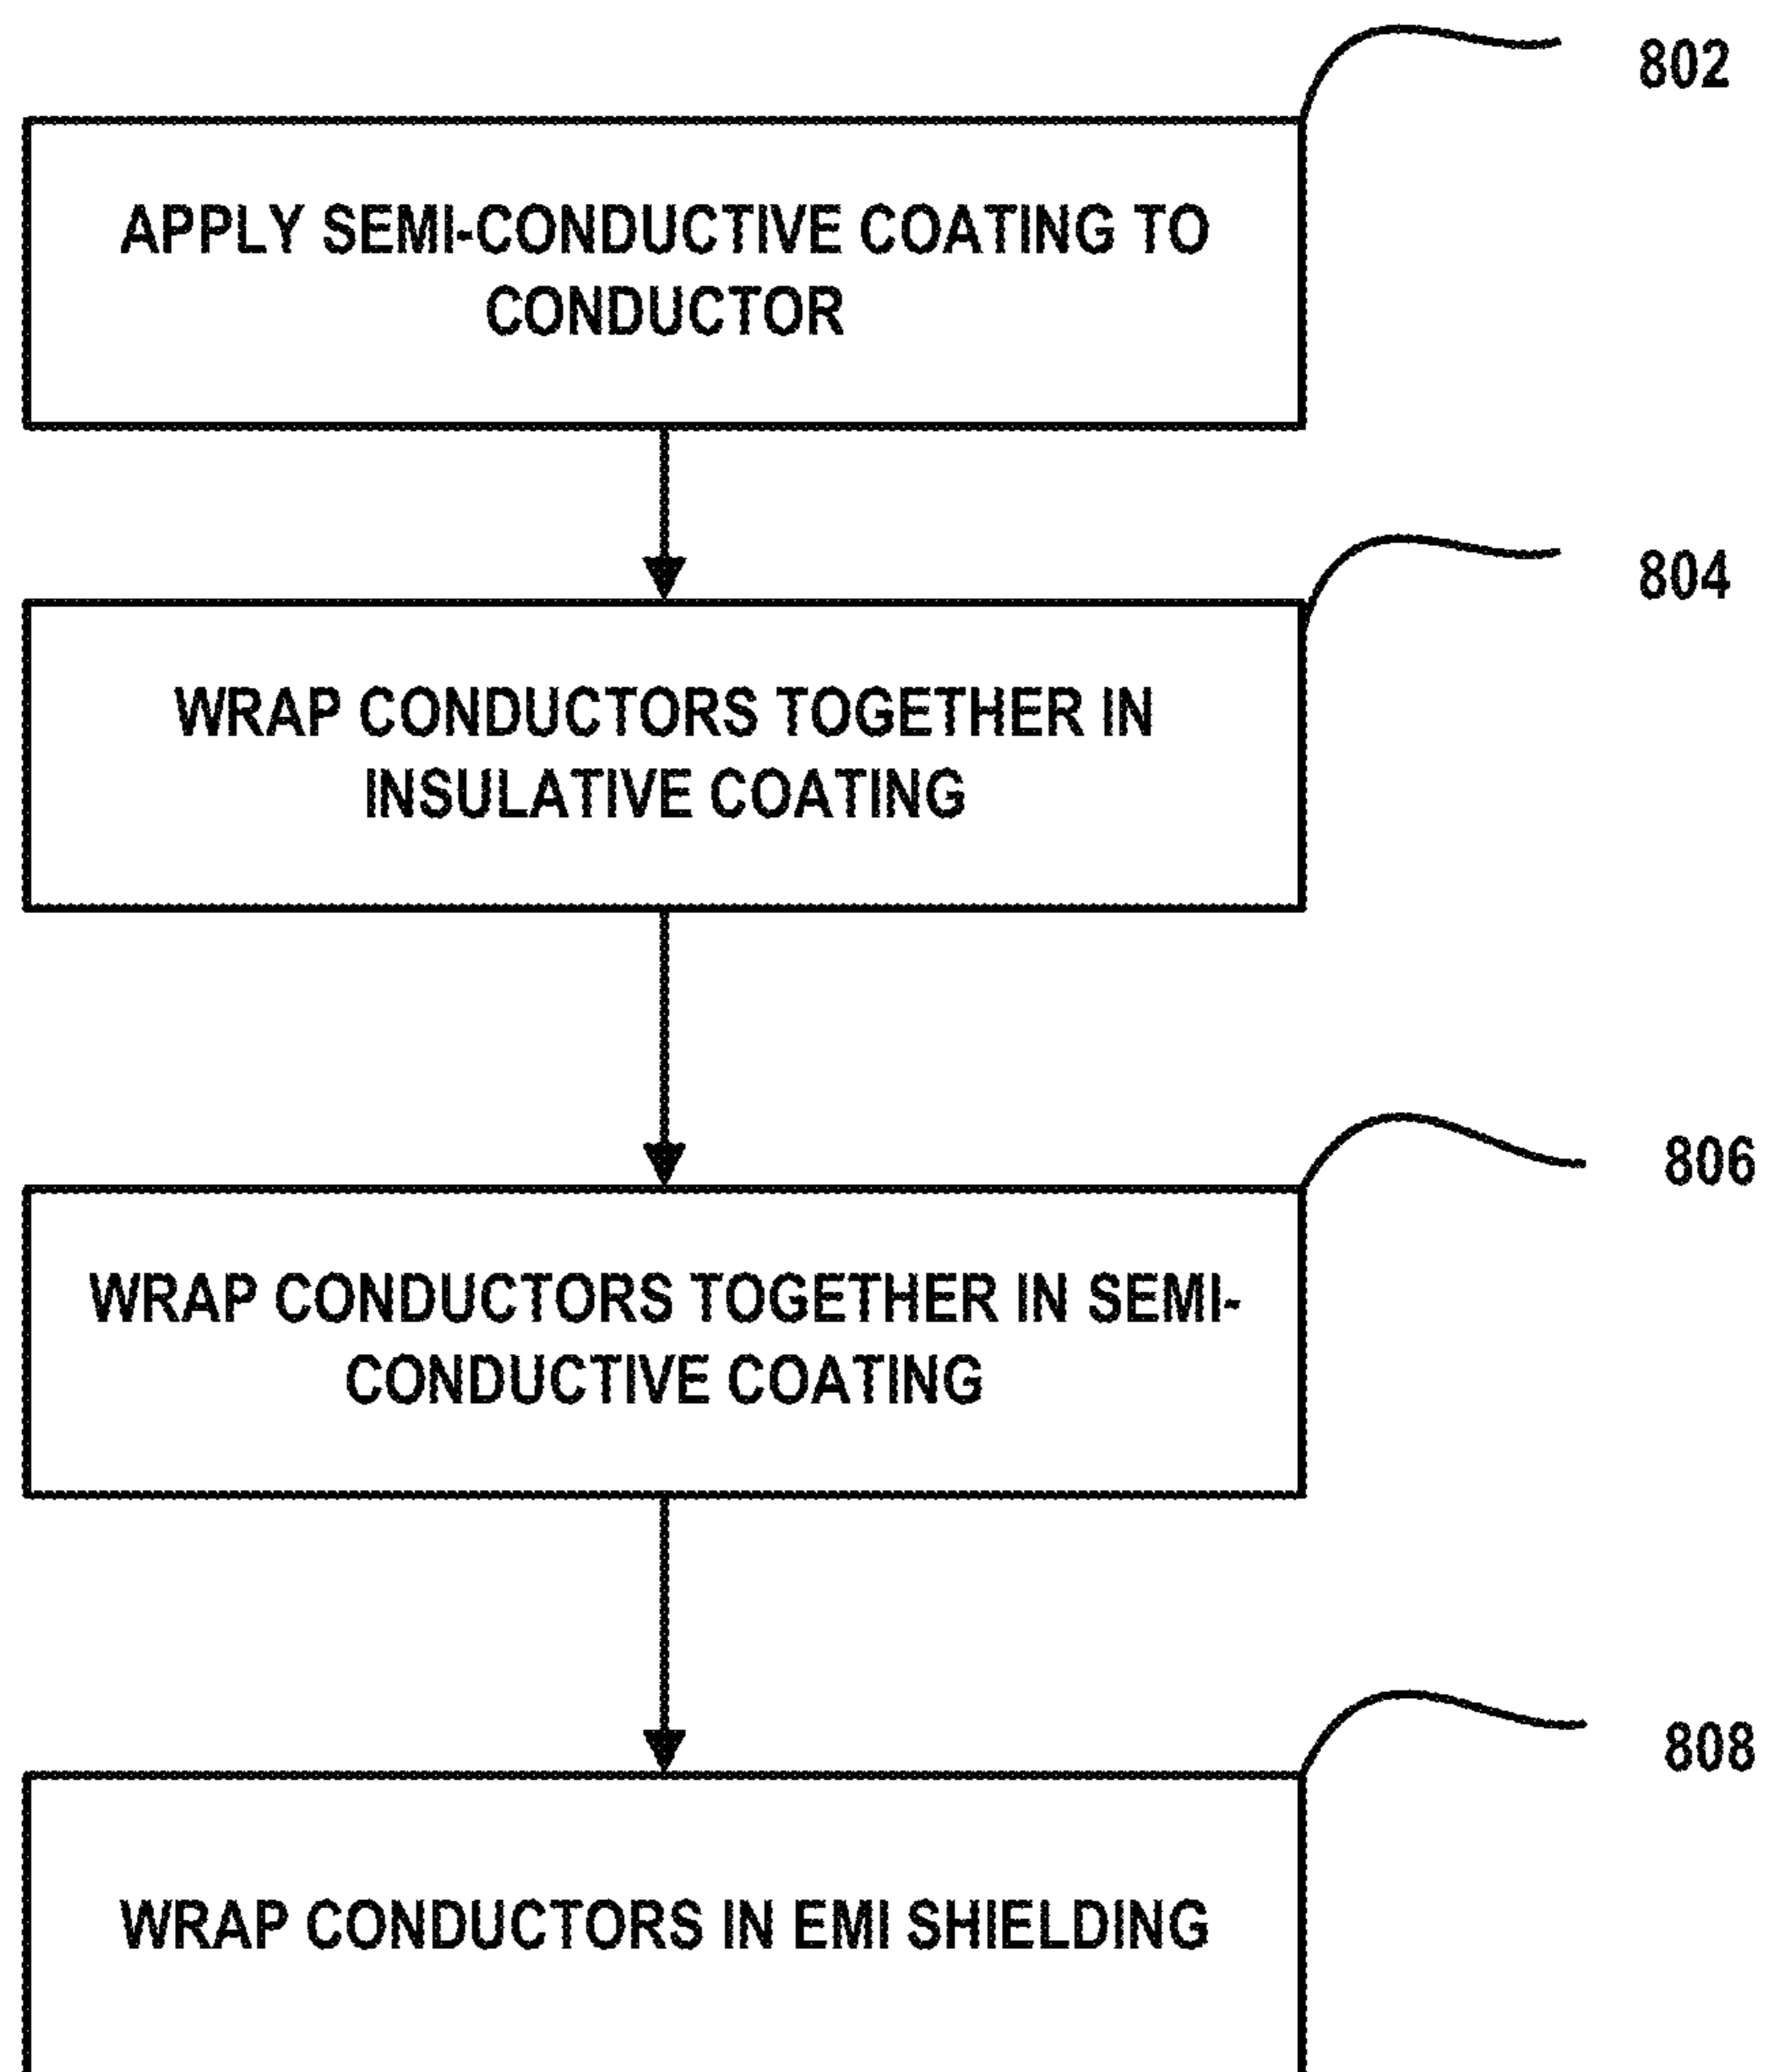 802
APPLY SEMI-CONDUCTIVE COATING TO
CONDUCTOR
804
WRAP CONDUCTORS TOGETHER IN
INSULATIVE COATING
806
WRAP CONDUCTORS TOGETHER IN SEMI-
CONDUCTIVE COATING
808
WRAP CONDUCTORS IN EMI SHIELDING